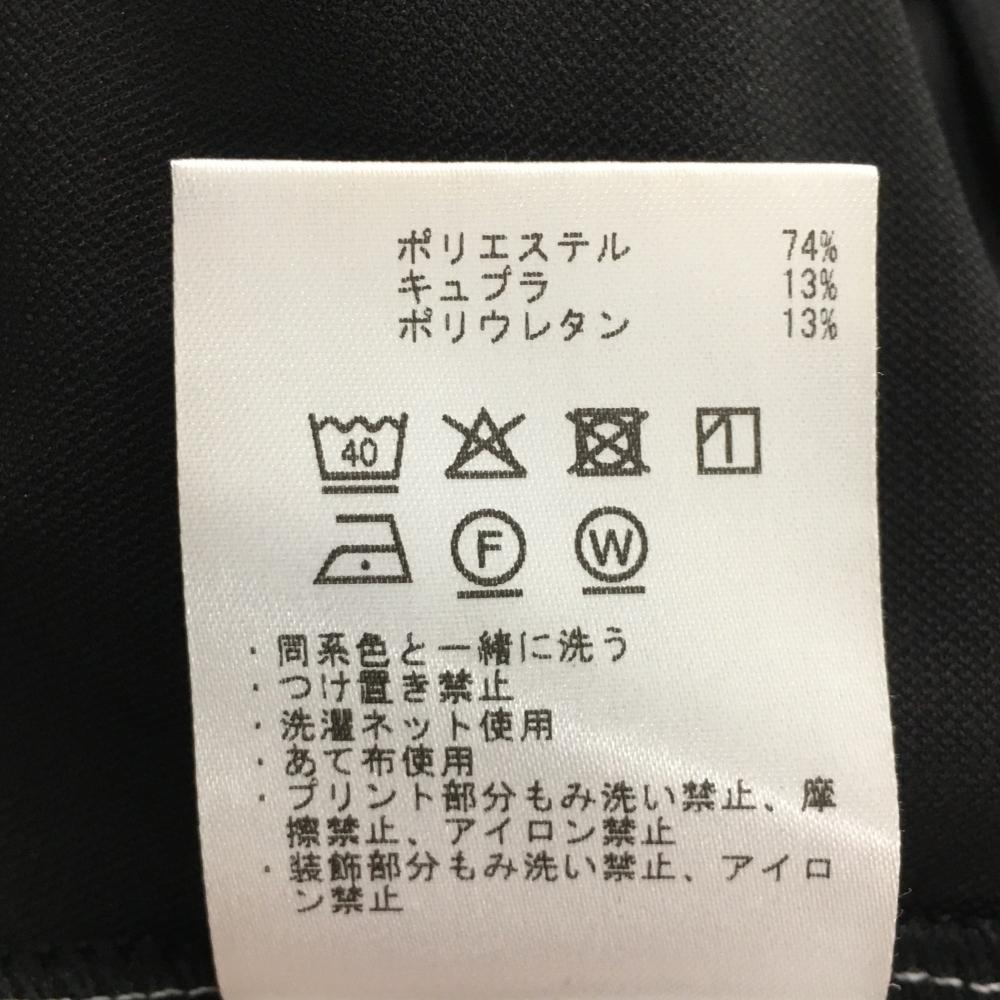 ポリエステル 74%
キュプラ 13%
ポリウレタン 13%
40
F W
・同系色と一緒に洗う
・つけ置き禁止
・洗濯ネット使用
・あて布使用
・プリント部分もみ洗い禁止、摩
擦禁止、アイロン禁止
・装飾部分もみ洗い禁止、アイロ
ン禁止